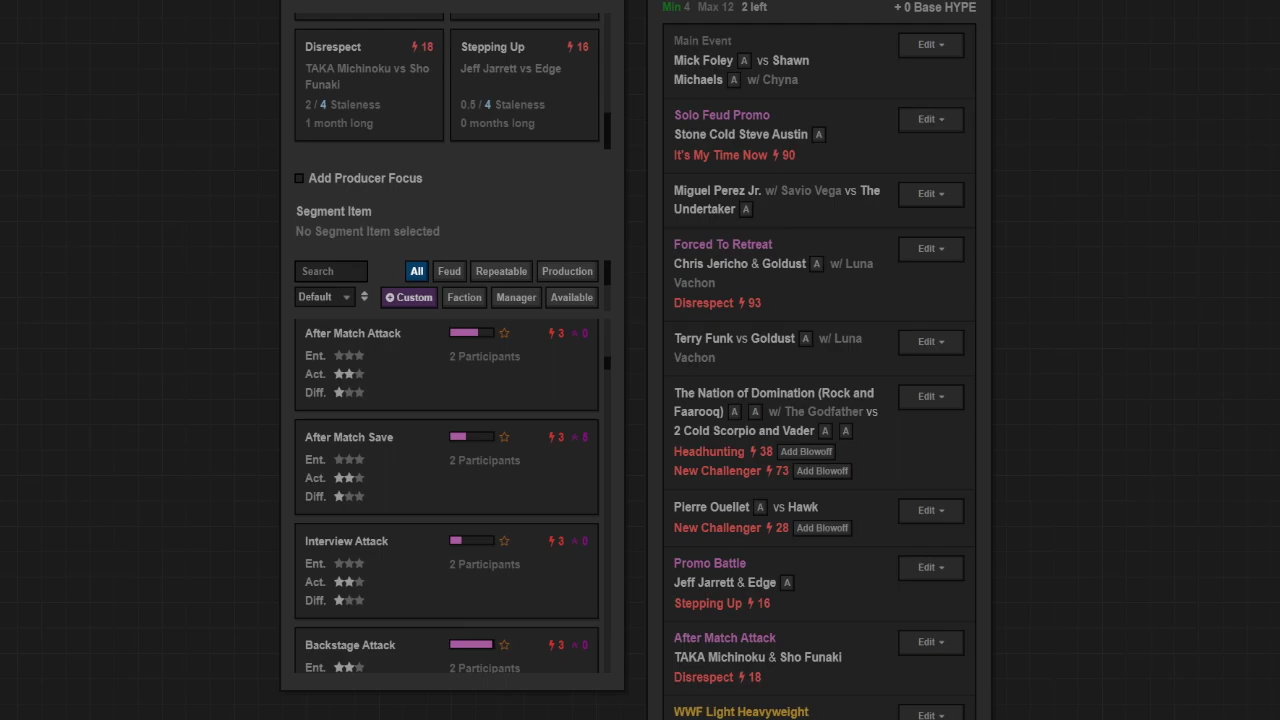 Disrespect 18
TAKA Michinoku vs Sho
Funaki
2 / 4 Staleness
1 month long
Stepping Up 16
Jeff Jarrett vs Edge
0.5 / 4 Staleness
0 months long
Add Producer Focus
Segment Item
No Segment Item selected
Search All Feud Repeatable Production
Default Custom Faction Manager Available
After Match Attack 3 0
Ent. 2 Participants
Act.
Diff.
After Match Save 3 5
Ent. 2 Participants
Act.
Diff.
Interview Attack 3 0
Ent. 2 Participants
Act.
Diff.
Backstage Attack 3 0
Ent. 2 Participants
Min 4 Max 12 2 left + 0 Base HYPE
Main Event Edit
Mick Foley A vs Shawn
Michaels A w/ Chyna
Solo Feud Promo Edit
Stone Cold Steve Austin A
It's My Time Now 90
Miguel Perez Jr. w/ Savio Vega vs The Edit
Undertaker A
Forced To Retreat Edit
Chris Jericho & Goldust A w/ Luna
Vachon
Disrespect 93
Terry Funk vs Goldust A w/ Luna Edit
Vachon
The Nation of Domination (Rock and Edit
Faarooq) A A w/ The Godfather vs
2 Cold Scorpio and Vader A A
Headhunting 38 Add Blowoff
New Challenger 73 Add Blowoff
Pierre Ouellet A vs Hawk Edit
New Challenger 28 Add Blowoff
Promo Battle Edit
Jeff Jarrett & Edge A
Stepping Up 16
After Match Attack Edit
TAKA Michinoku & Sho Funaki
Disrespect 18
WWF Light Heavyweight Edit